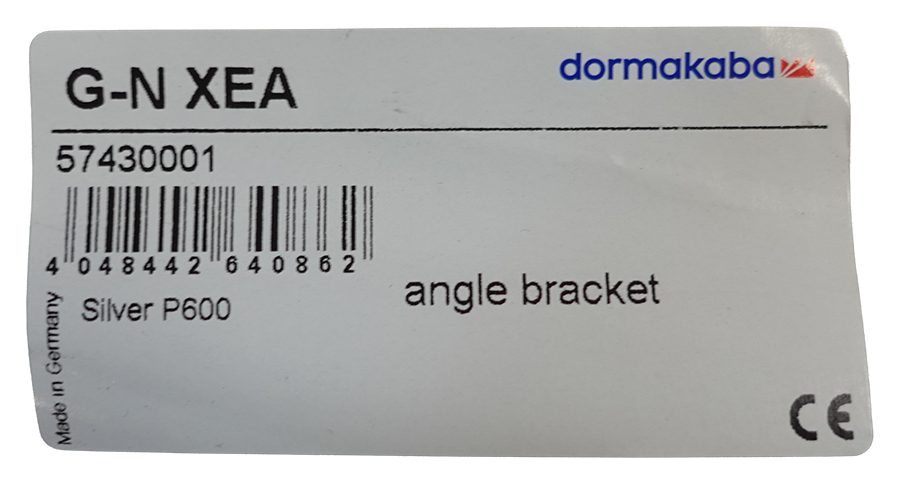 G-N XEA
dormakaba
57430001
4 048442 640862
Silver P600
angle bracket
Made in Germany
CE